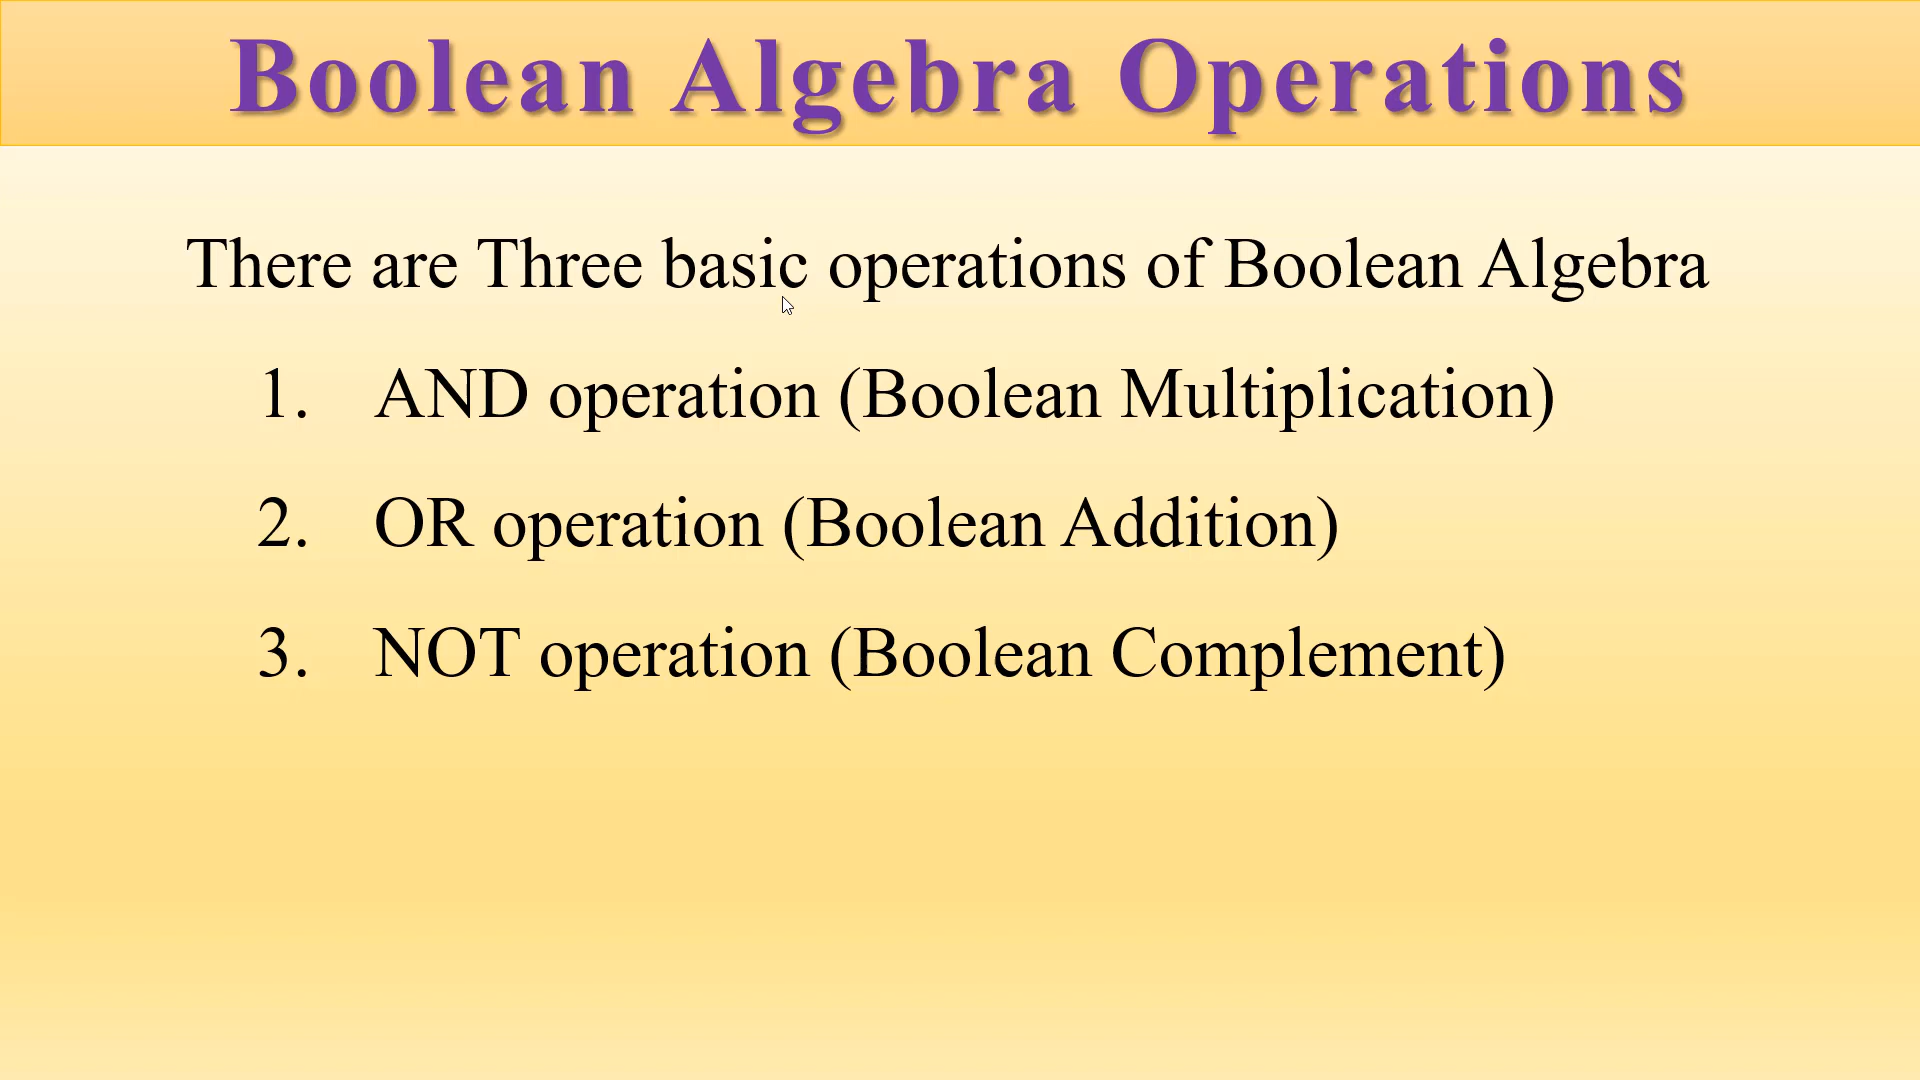 Boolean Algebra Operations
There are Three basic operations of Boolean Algebra
1. AND operation (Boolean Multiplication)
2. OR operation (Boolean Addition)
3. NOT operation (Boolean Complement)